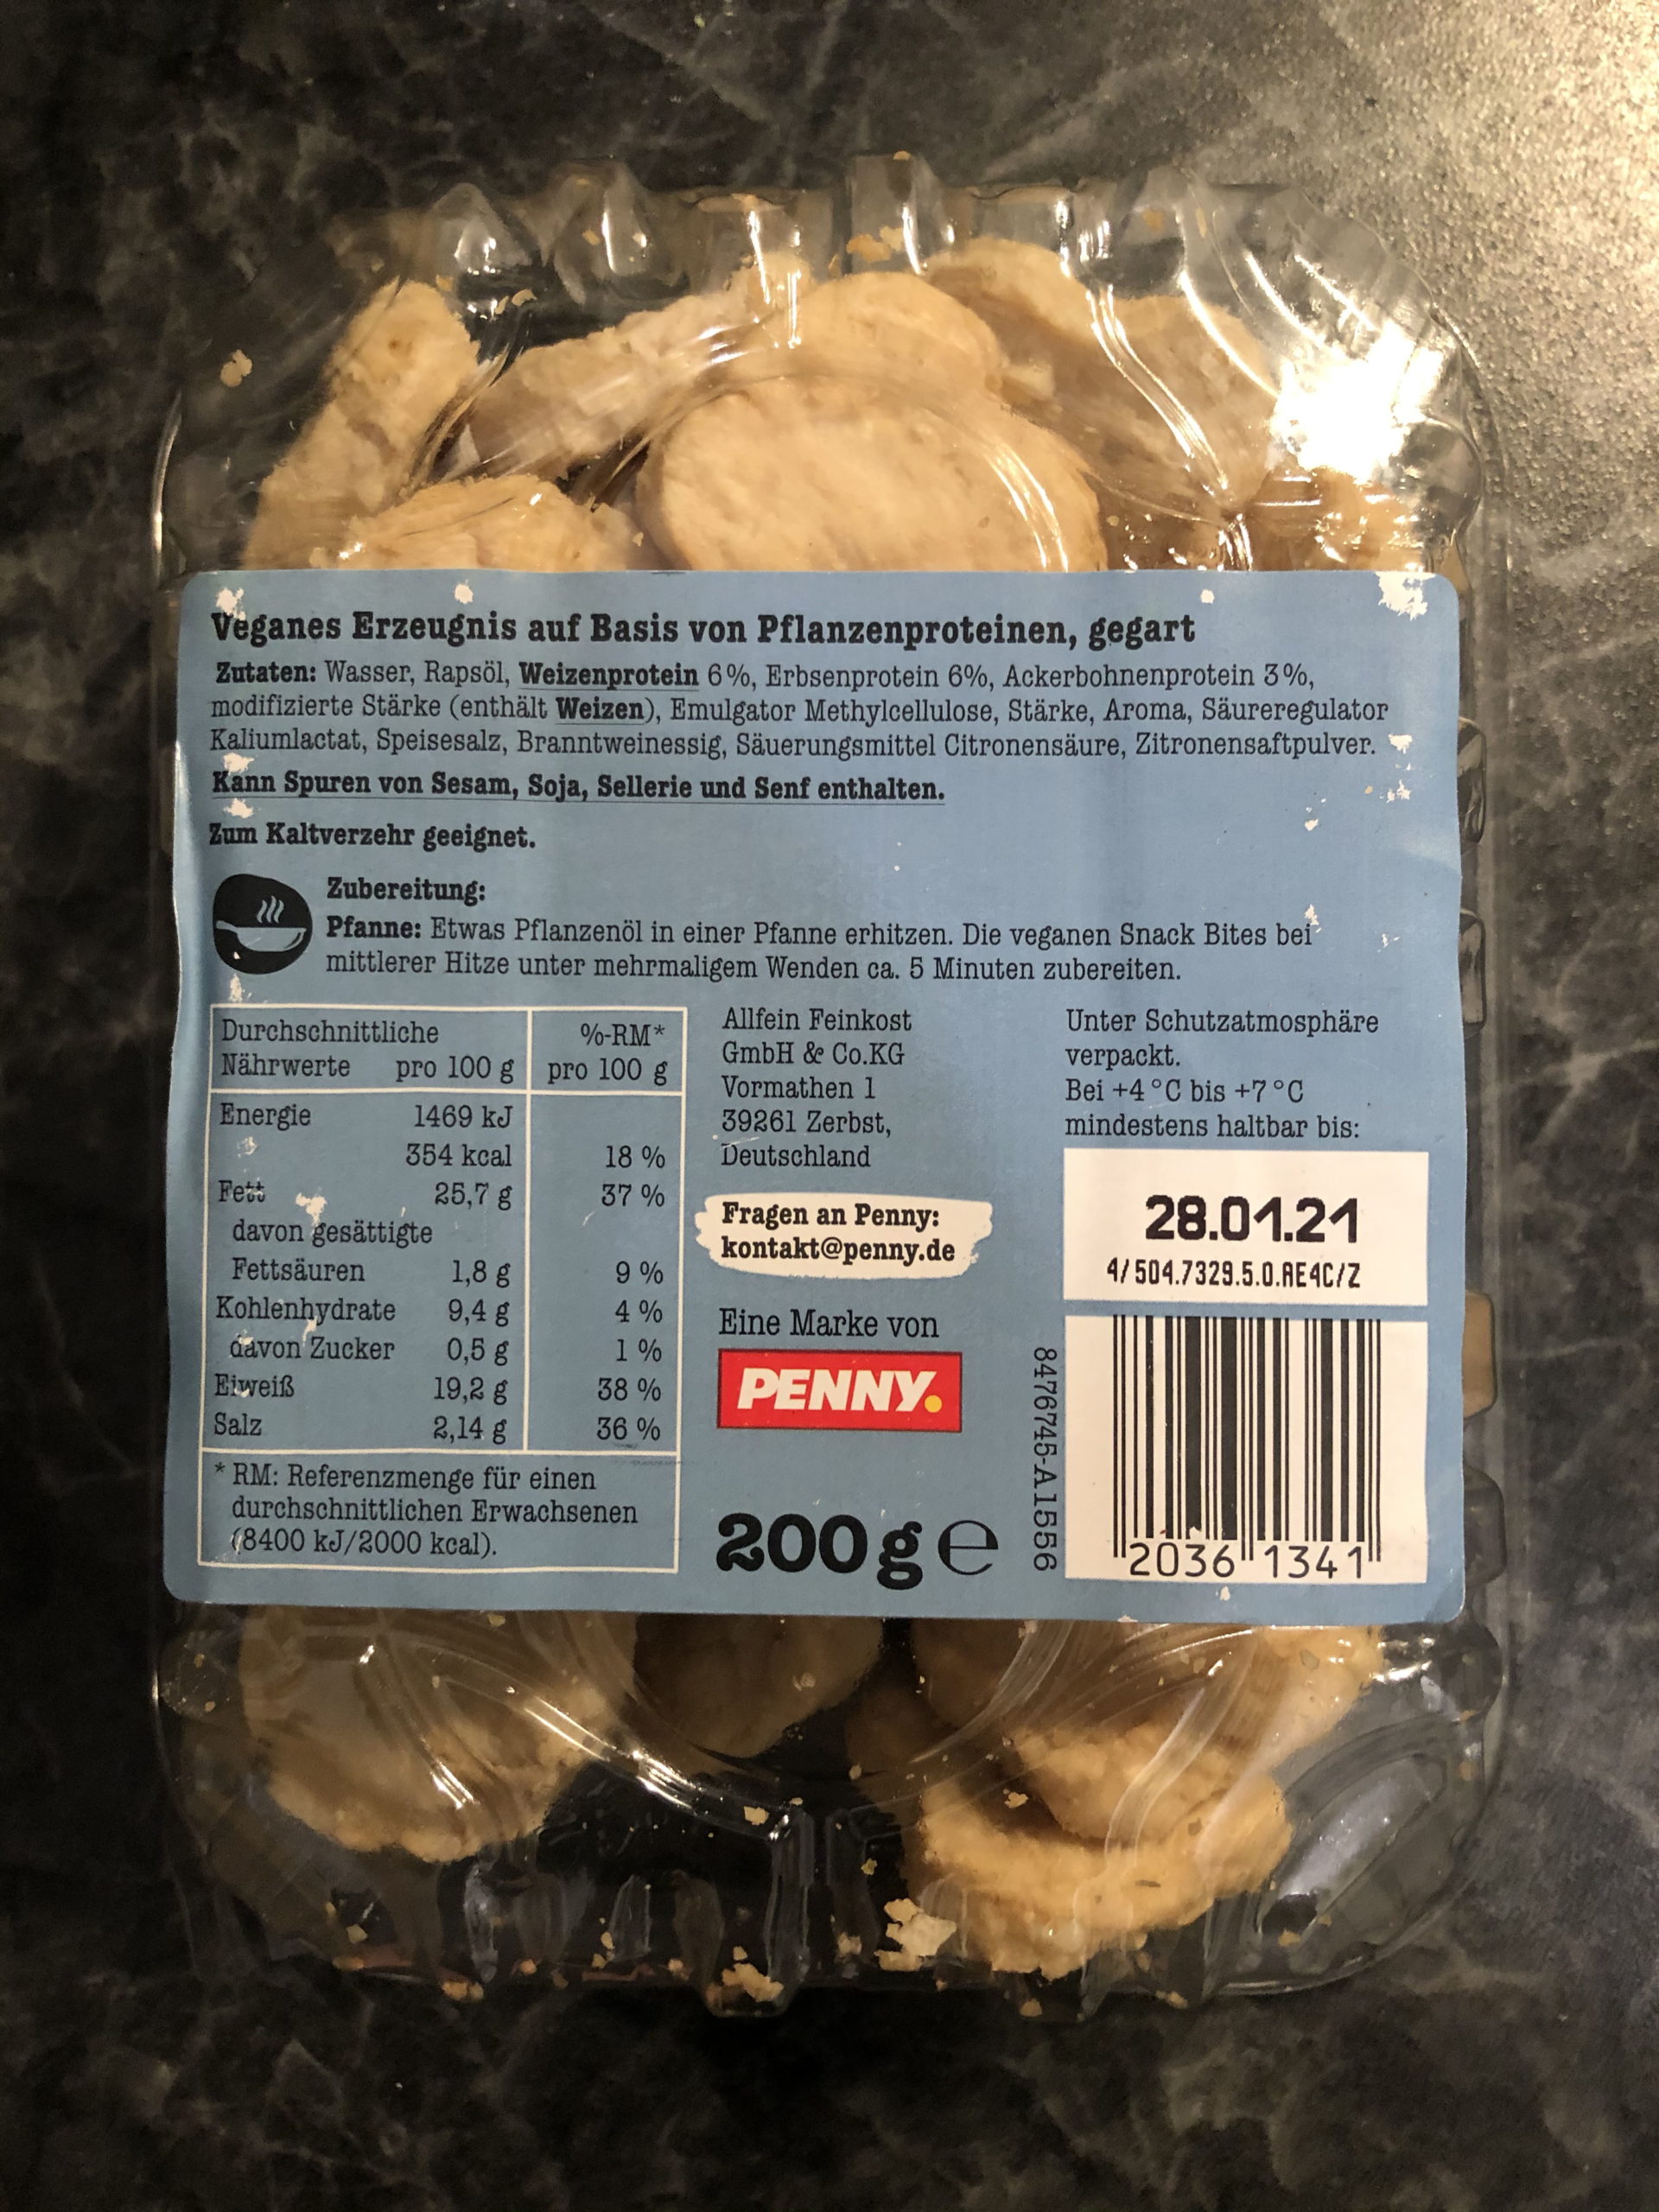 Veganes Erzeugnis auf Basis von Pflanzenproteinen, gegart
Zutaten: Wasser, Rapsöl, Weizenprotein 6%, Erbsenprotein 6%, Ackerbohnenprotein 3%,
modifizierte Stärke (enthält Weizen), Emulgator Methylcellulose, Stärke, Aroma, Säureregulator
Kaliumlactat, Speisesalz, Branntweinessig, Säuerungsmittel Citronensäure, Zitronensaftpulver.
Kann Spuren von Sesam, Soja, Sellerie und Senf enthalten.
Zum Kaltverzehr geeignet.
Zubereitung:
Pfanne: Etwas Pflanzenöl in einer Pfanne erhitzen. Die veganen Snack Bites bei
mittlerer Hitze unter mehrmaligem Wenden ca. 5 Minuten zubereiten.
Durchschnittliche %-RM*
Nährwerte pro 100 g pro 100 g
Energie 1469 kJ
354 kcal 18 %
Fett 25,7 g 37 %
davon gesättigte
Fettsäuren 1,8 g 9 %
Kohlenhydrate 9,4 g 4 %
davon Zucker 0,5 g 1 %
Eiweiß 19,2 g 38 %
Salz 2,14 g 36 %
* RM: Referenzmenge für einen
durchschnittlichen Erwachsenen
(8400 kJ/2000 kcal).
Allfein Feinkost
GmbH & Co.KG
Vormathen 1
39261 Zerbst,
Deutschland
Fragen an Penny:
kontakt@penny.de
Eine Marke von
PENNY.
200 g e
Unter Schutzatmosphäre
verpackt.
Bei +4 °C bis +7 °C
mindestens haltbar bis:
28.01.21
4/504.7329.5.0.AE4C/Z
8476745-A1556
2036 1341